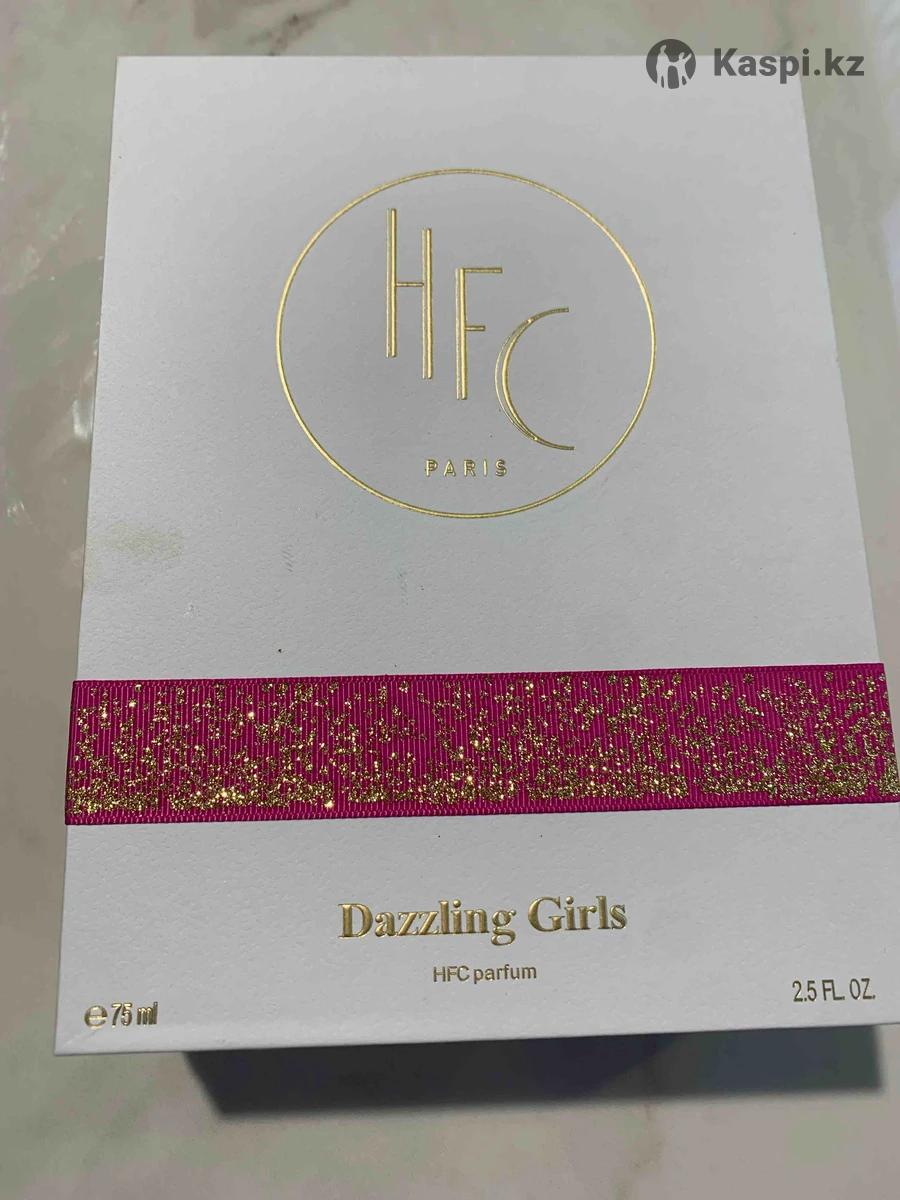 Kaspi.kz
HFC
PARIS
Dazzling Girls
HFC parfum
℮ 75 ml
2.5 FL. OZ.